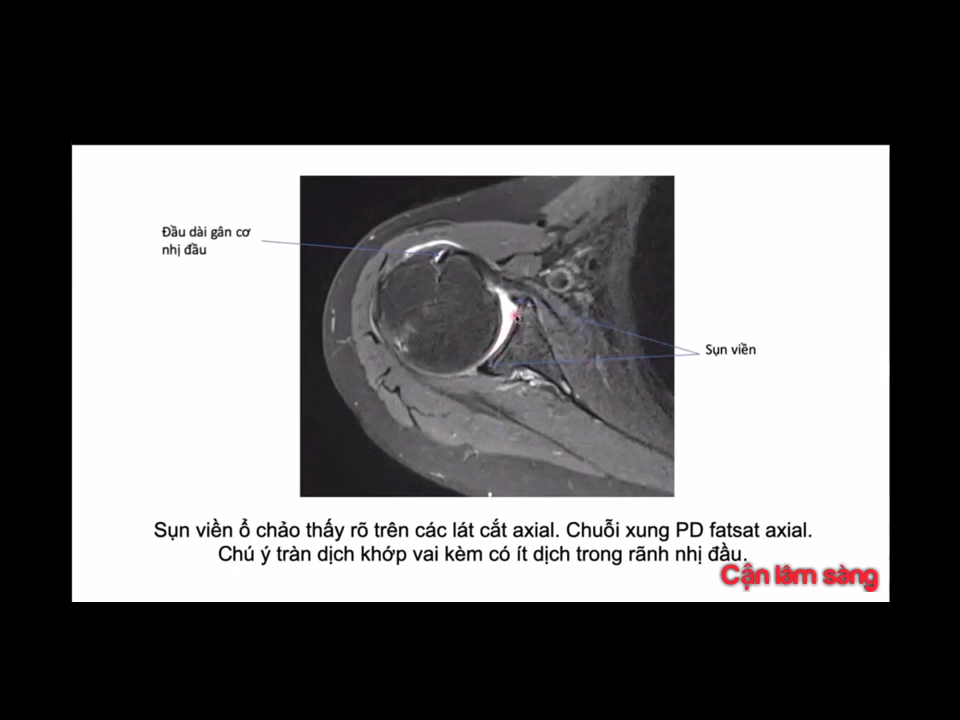 Đầu dài gân cơ
nhị đầu
Sụn viền
Sụn viền ổ chảo thấy rõ trên các lát cắt axial. Chuỗi xung PD fatsat axial.
Chú ý tràn dịch khớp vai kèm có ít dịch trong rãnh nhị đầu.
Cận lâm sàng